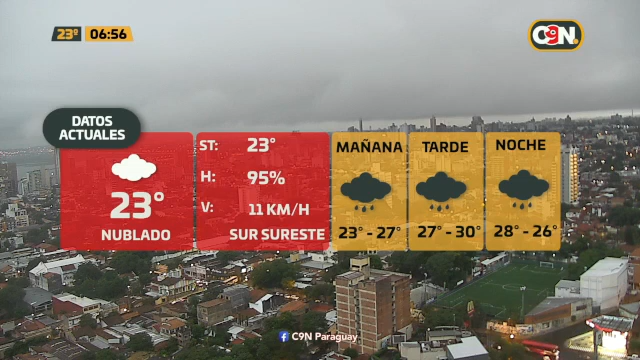 23º 06:56
C9N.
DATOS
ACTUALES
23°
NUBLADO
ST: 23°
H: 95%
V: 11 KM/H
SUR SURESTE
MAÑANA
23° - 27°
TARDE
27° - 30°
NOCHE
28° - 26°
C9N Paraguay